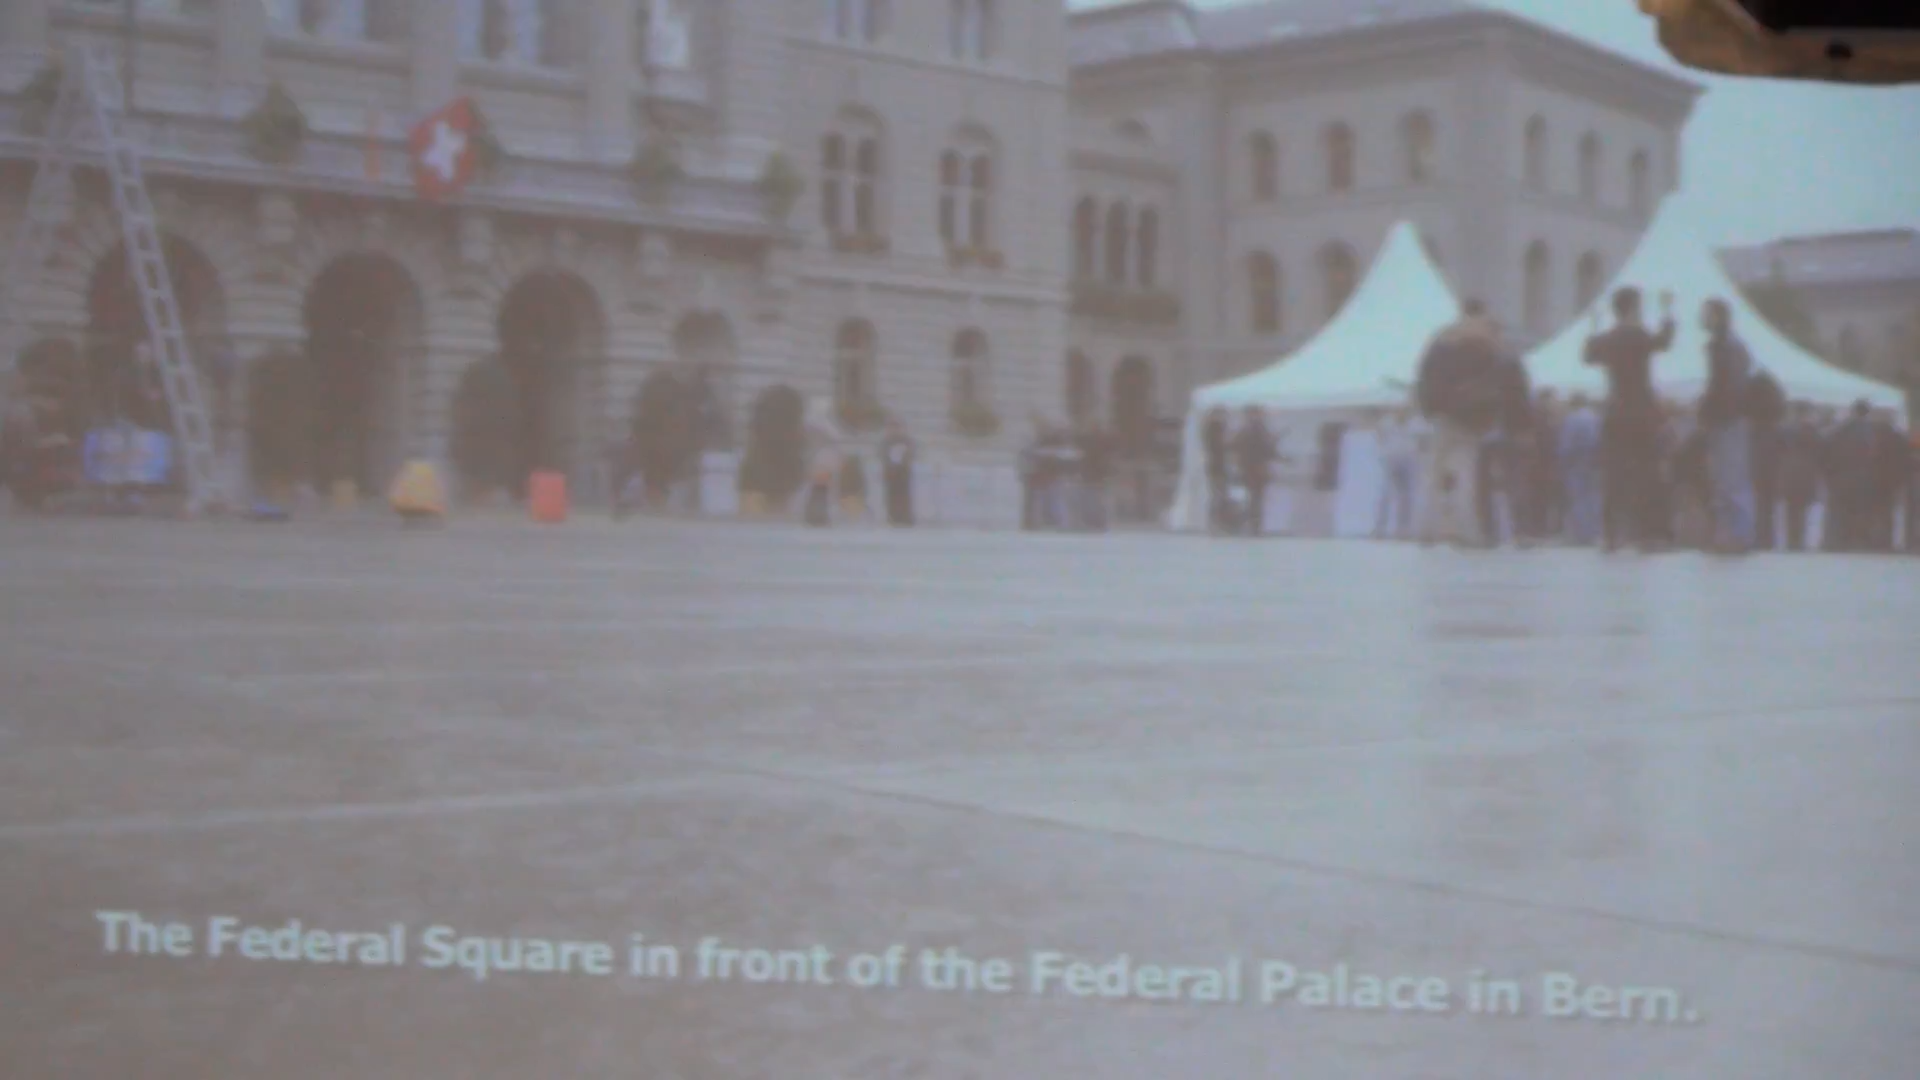 The Federal Square in front of the Federal Palace in Bern.